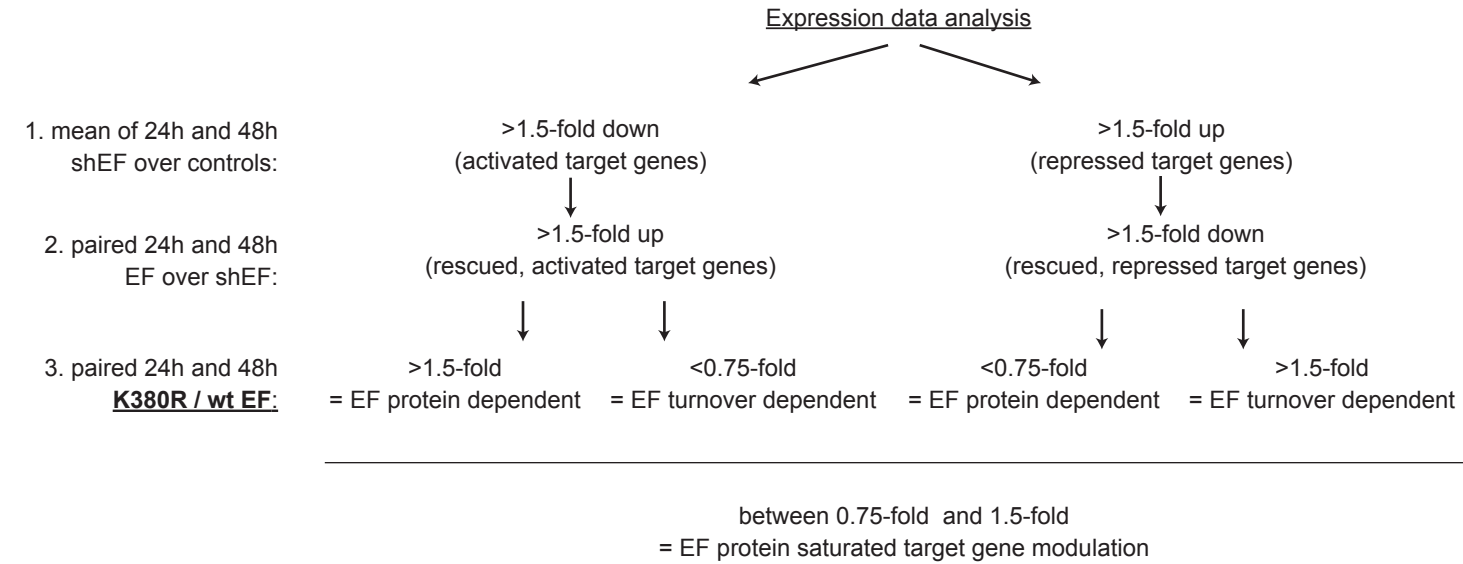 Expression data analysis
1. mean of 24h and 48h
shEF over controls:
>1.5-fold down
(activated target genes)
>1.5-fold up
(repressed target genes)
2. paired 24h and 48h
EF over shEF:
>1.5-fold up
(rescued, activated target genes)
>1.5-fold down
(rescued, repressed target genes)
3. paired 24h and 48h
K380R / wt EF:
>1.5-fold
= EF protein dependent
<0.75-fold
= EF turnover dependent
<0.75-fold
= EF protein dependent
>1.5-fold
= EF turnover dependent
between 0.75-fold and 1.5-fold
= EF protein saturated target gene modulation